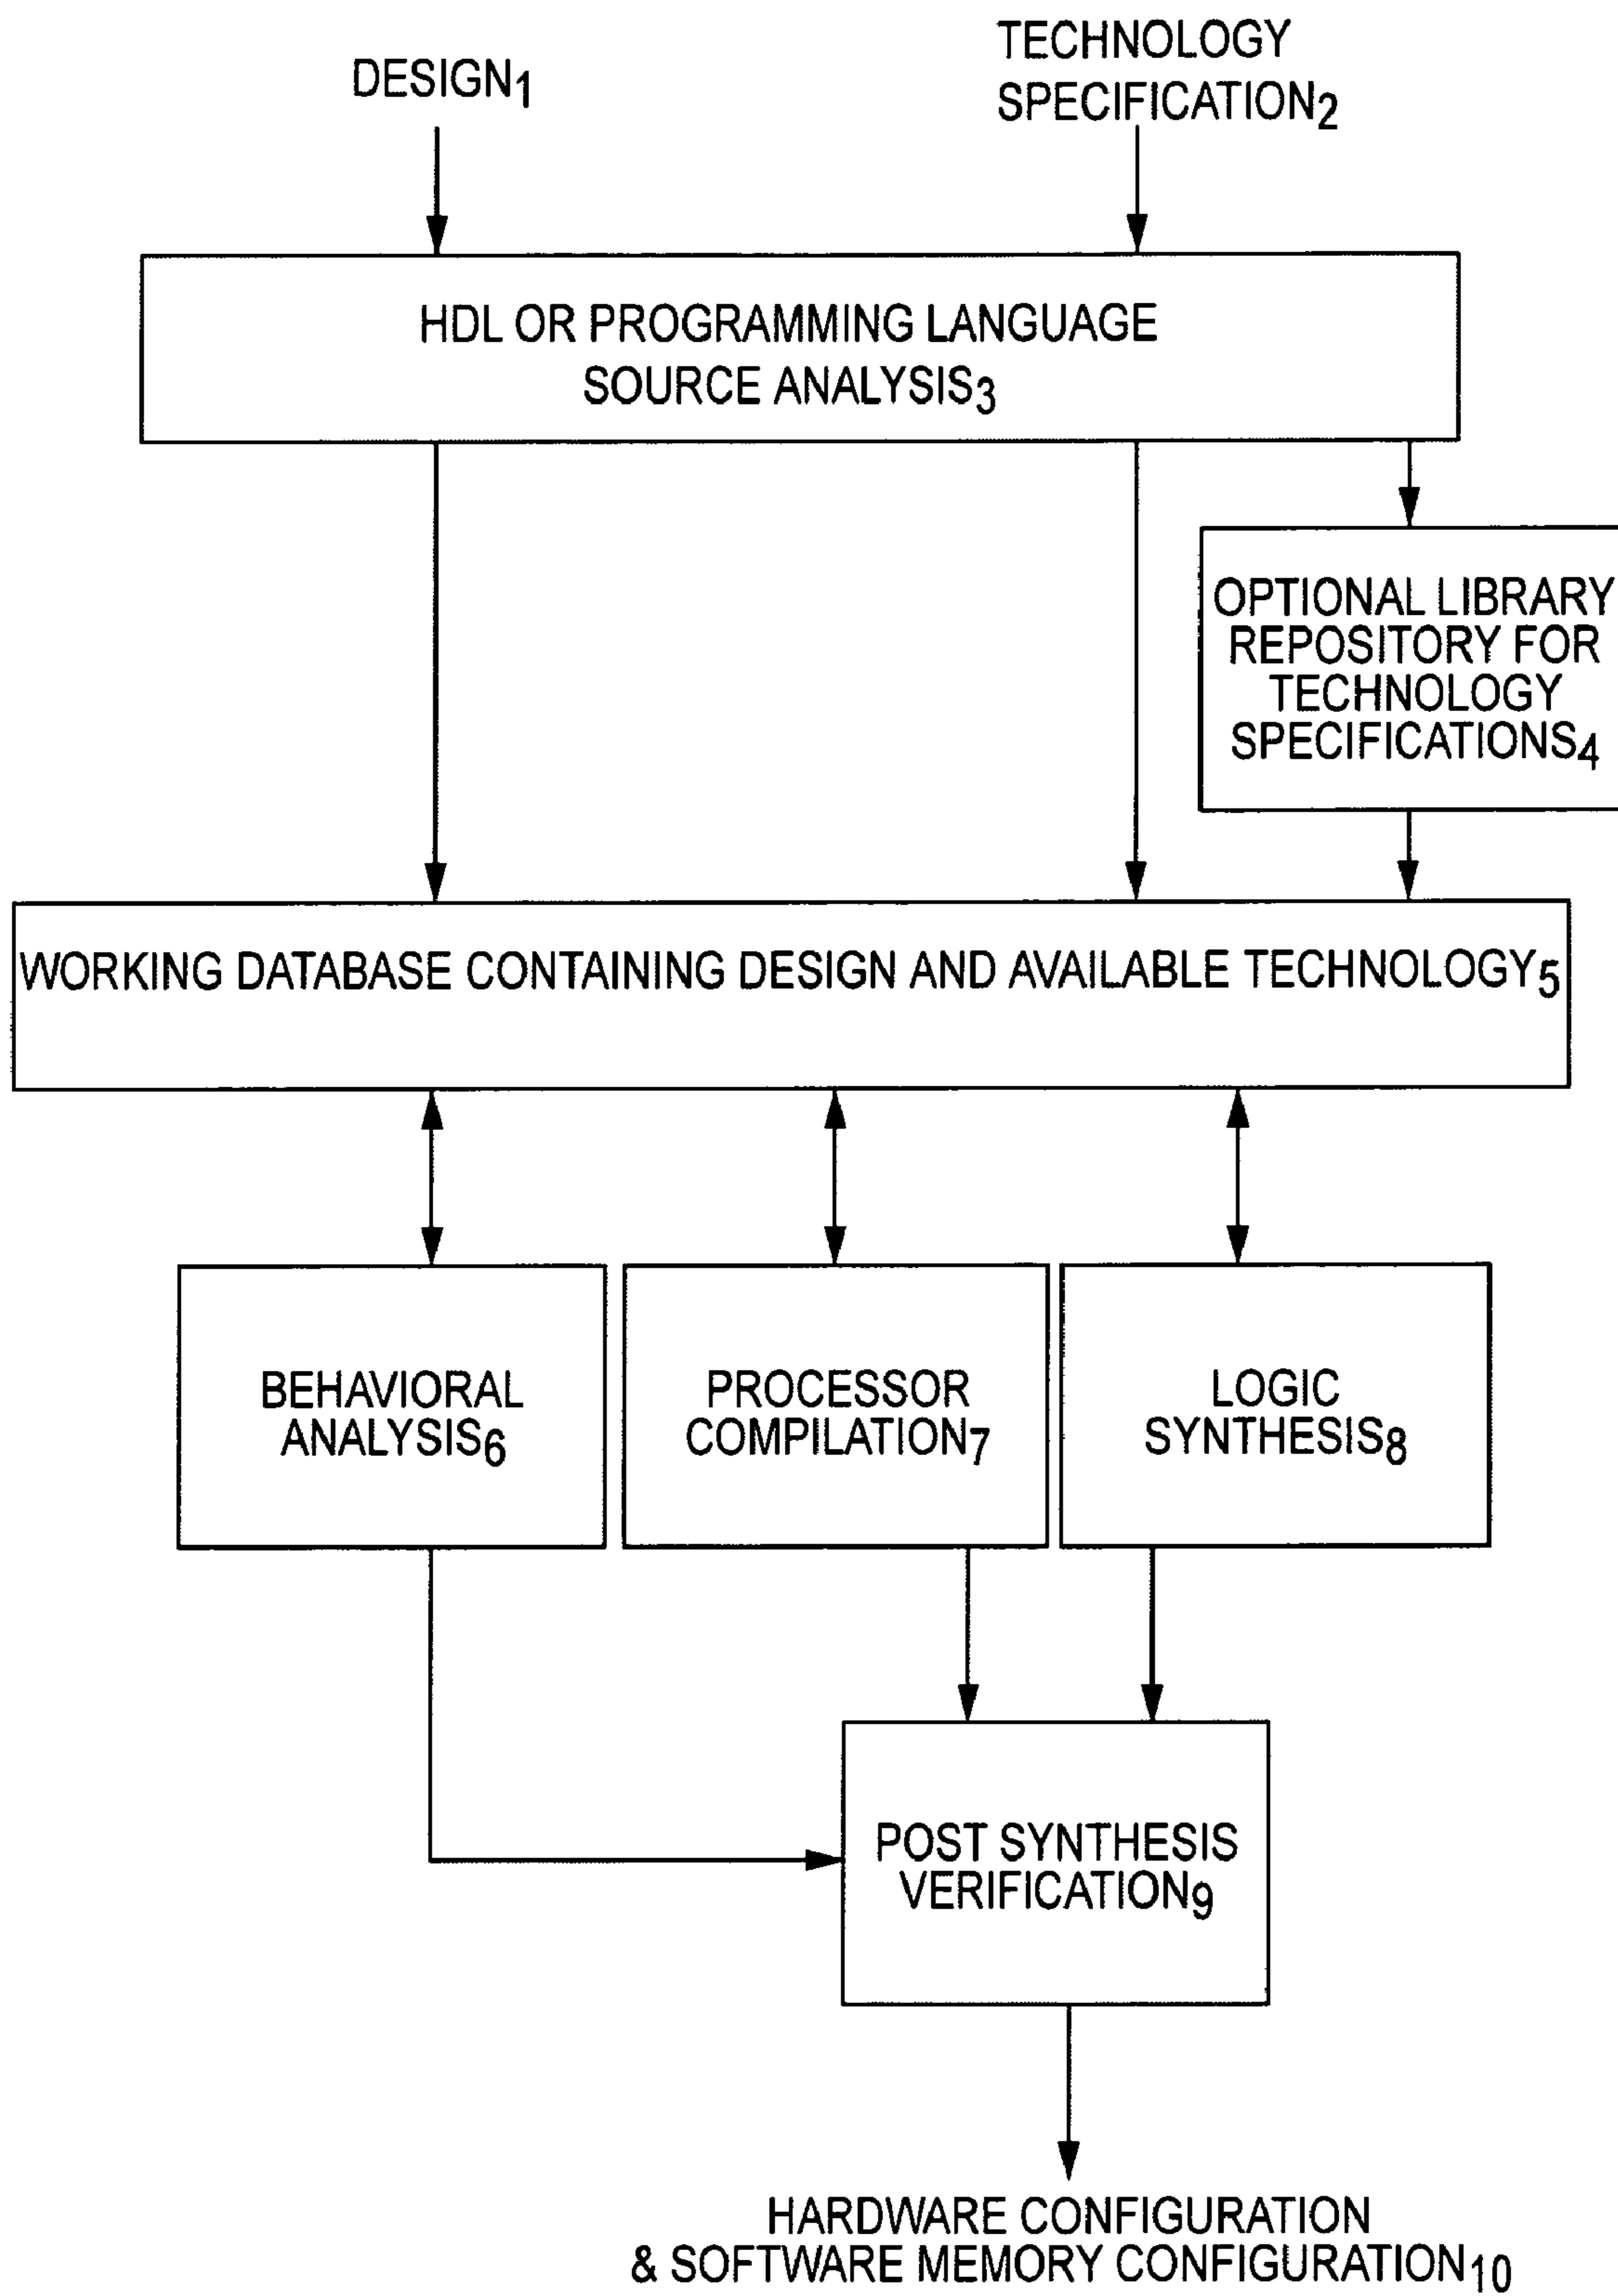 DESIGN1
TECHNOLOGY
SPECIFICATION2
HDL OR PROGRAMMING LANGUAGE
SOURCE ANALYSIS3
OPTIONAL LIBRARY
REPOSITORY FOR
TECHNOLOGY
SPECIFICATIONS4
WORKING DATABASE CONTAINING DESIGN AND AVAILABLE TECHNOLOGY5
BEHAVIORAL
ANALYSIS6
PROCESSOR
COMPILATION7
LOGIC
SYNTHESIS8
POST SYNTHESIS
VERIFICATION9
HARDWARE CONFIGURATION
& SOFTWARE MEMORY CONFIGURATION10